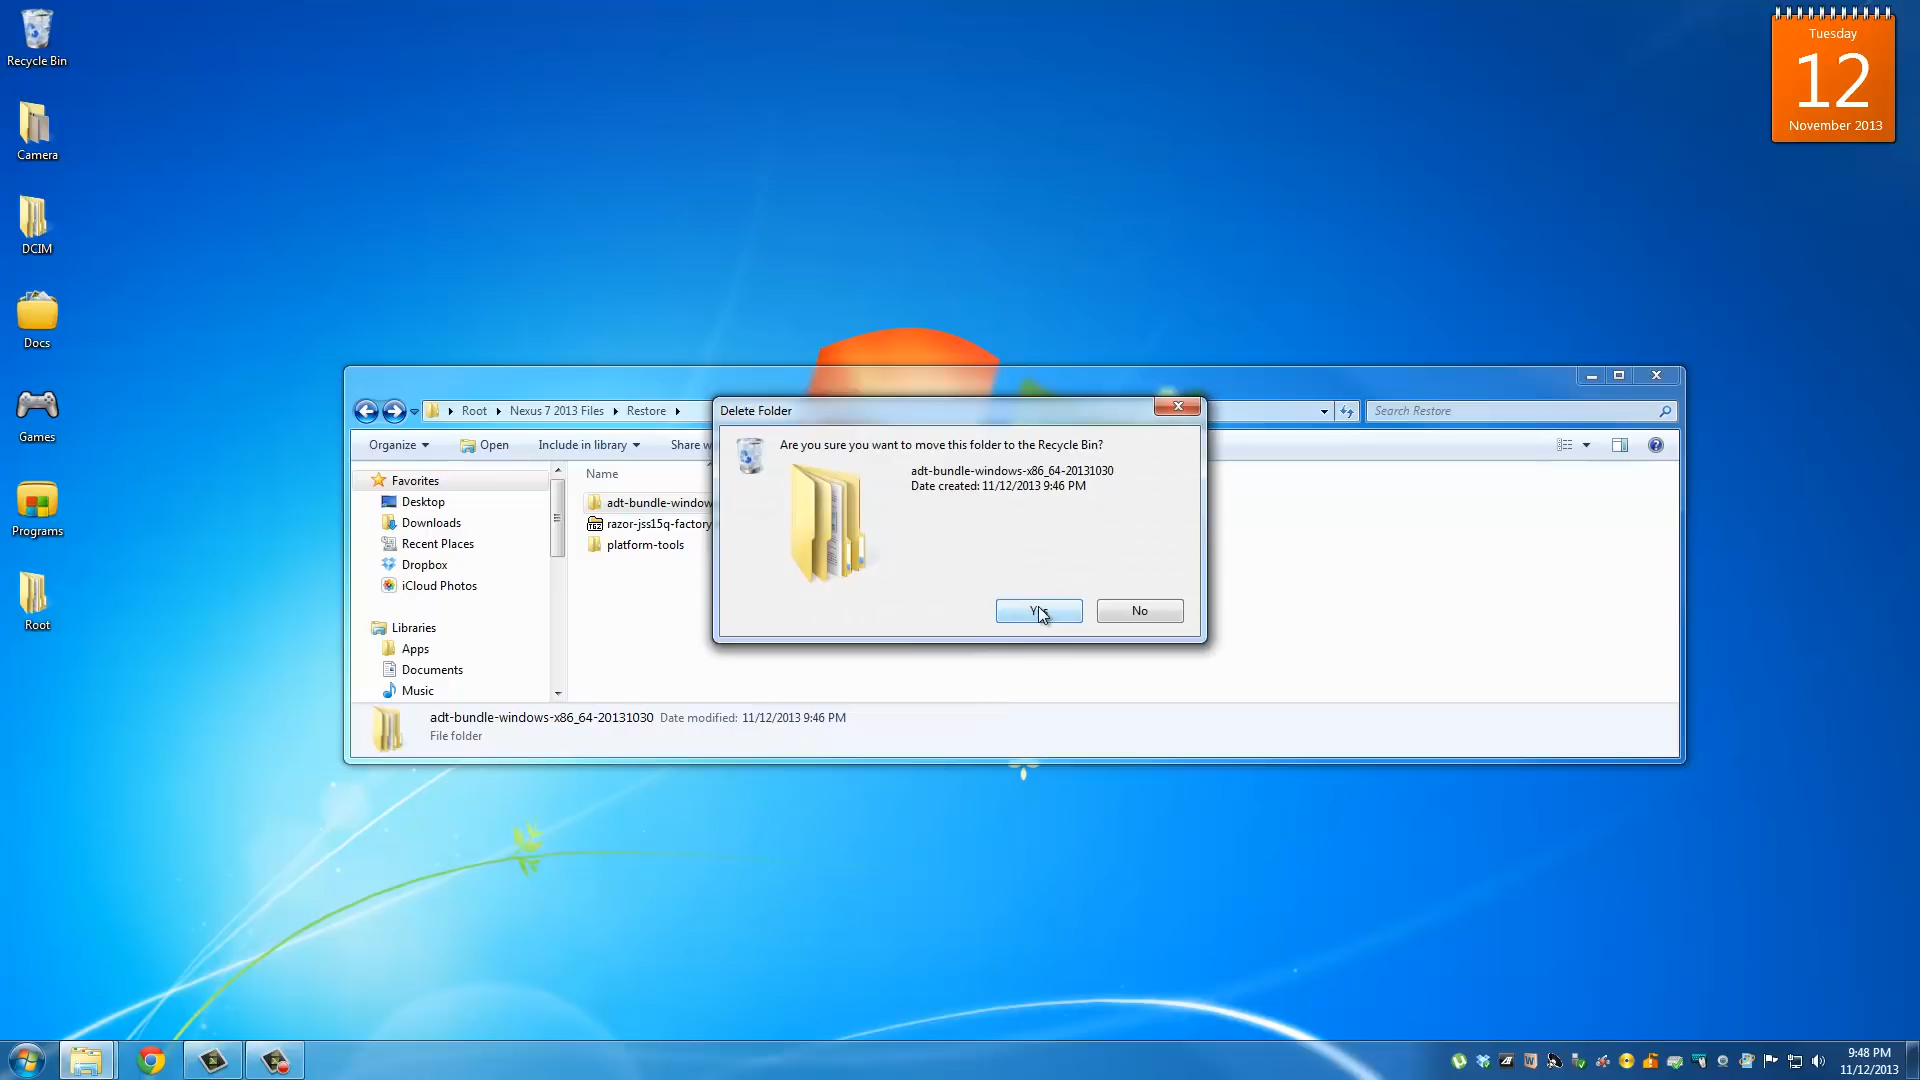 Recycle Bin
Camera
DCIM
Docs
Games
Programs
Root
Tuesday
12
November 2013
Root
Nexus 7 2013 Files
Restore
Search Restore
Organize
Open
Include in library
Share w
Favorites
Desktop
Downloads
Recent Places
Dropbox
iCloud Photos
Libraries
Apps
Documents
Music
Name
adt-bundle-window
razor-jss15q-factory
platform-tools
Delete Folder
Are you sure you want to move this folder to the Recycle Bin?
adt-bundle-windows-x86_64-20131030
Date created: 11/12/2013 9:46 PM
No
adt-bundle-windows-x86_64-20131030 Date modified: 11/12/2013 9:46 PM
File folder
9:48 PM
11/12/2013